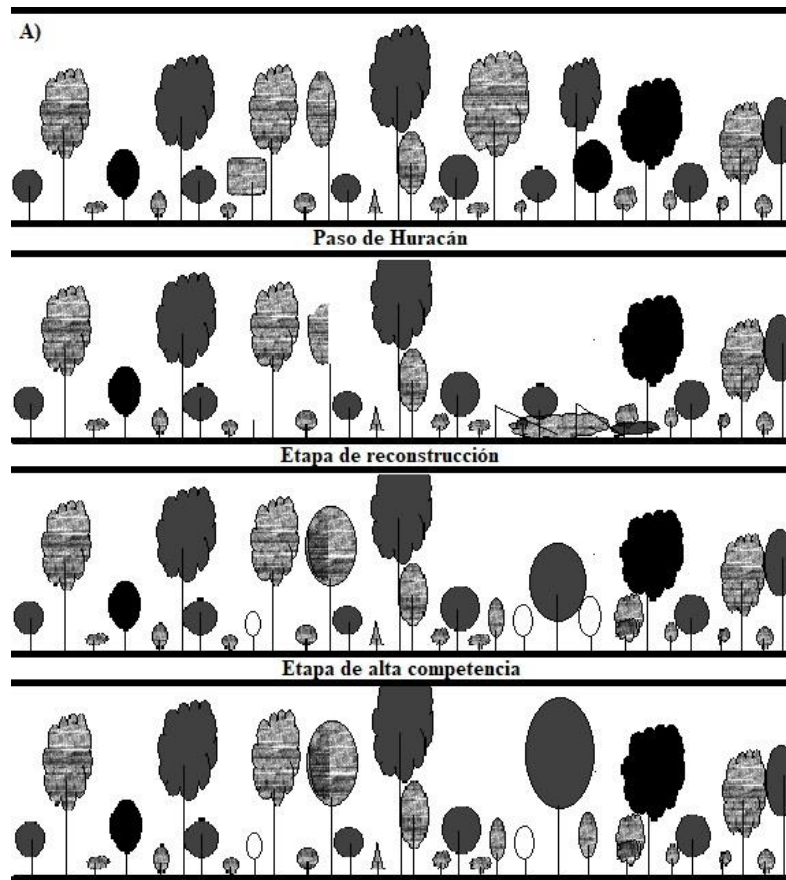 A)
Paso de Huracán
Etapa de reconstrucción
Etapa de alta competencia